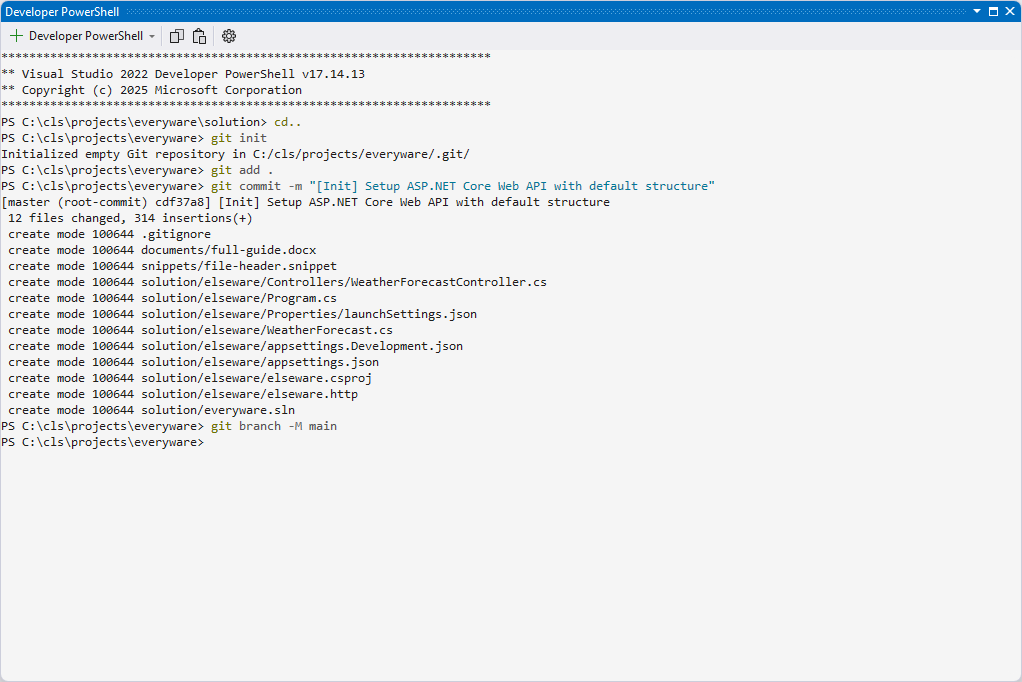 Developer PowerShell
Developer PowerShell
**********************************************************************
** Visual Studio 2022 Developer PowerShell v17.14.13
** Copyright (c) 2025 Microsoft Corporation
**********************************************************************
PS C:\cls\projects\everyware\solution> cd..
PS C:\cls\projects\everyware> git init
Initialized empty Git repository in C:/cls/projects/everyware/.git/
PS C:\cls\projects\everyware> git add .
PS C:\cls\projects\everyware> git commit -m "[Init] Setup ASP.NET Core Web API with default structure"
[master (root-commit) cdf37a8] [Init] Setup ASP.NET Core Web API with default structure
 12 files changed, 314 insertions(+)
 create mode 100644 .gitignore
 create mode 100644 documents/full-guide.docx
 create mode 100644 snippets/file-header.snippet
 create mode 100644 solution/elseware/Controllers/WeatherForecastController.cs
 create mode 100644 solution/elseware/Program.cs
 create mode 100644 solution/elseware/Properties/launchSettings.json
 create mode 100644 solution/elseware/WeatherForecast.cs
 create mode 100644 solution/elseware/appsettings.Development.json
 create mode 100644 solution/elseware/appsettings.json
 create mode 100644 solution/elseware/elseware.csproj
 create mode 100644 solution/elseware/elseware.http
 create mode 100644 solution/everyware.sln
PS C:\cls\projects\everyware> git branch -M main
PS C:\cls\projects\everyware>